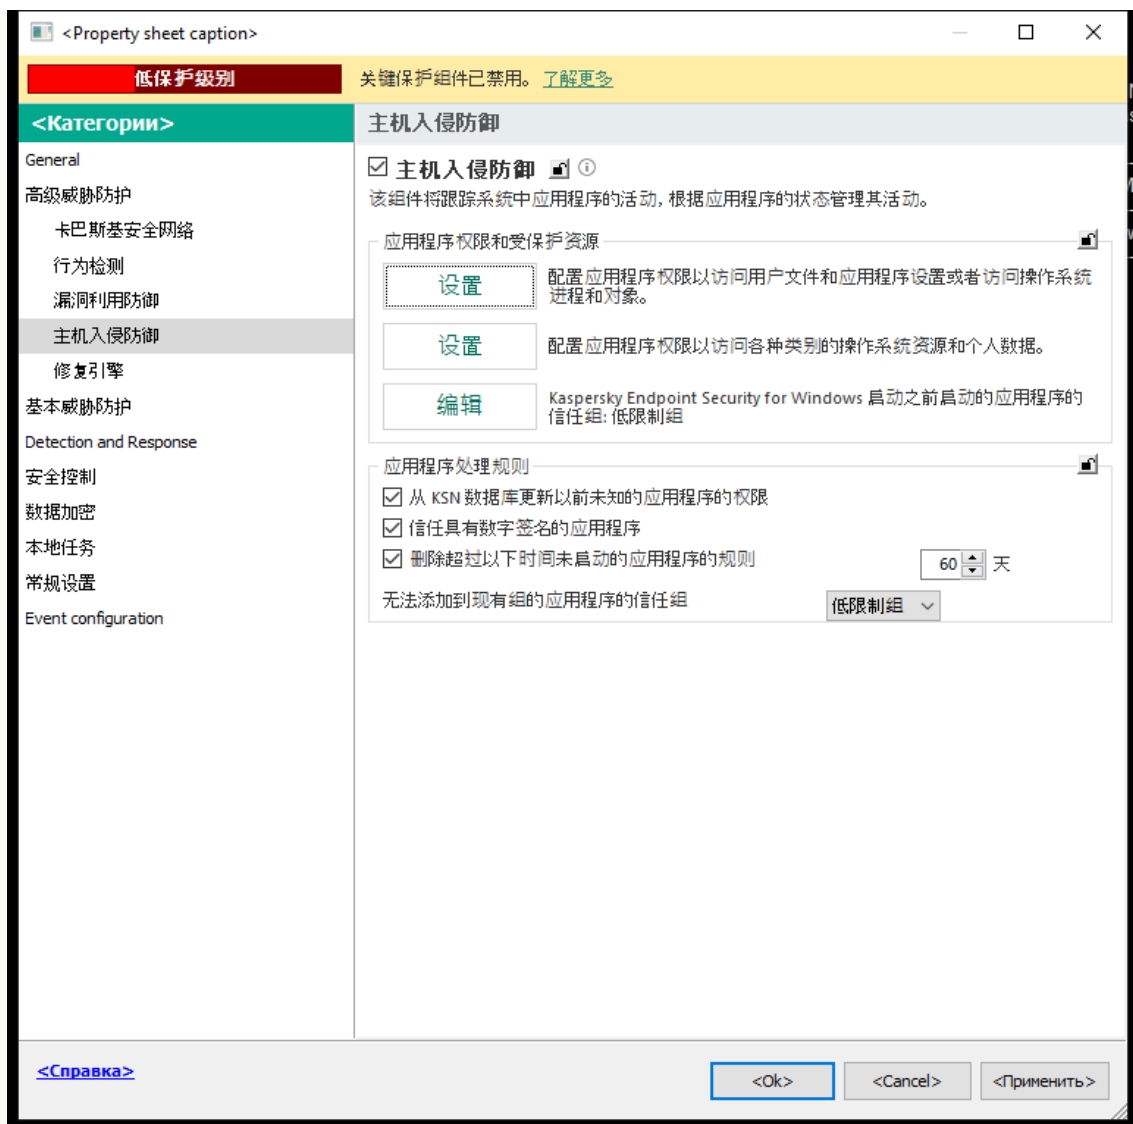 <Property sheet caption>
低保护级别
关键保护组件已禁用。 了解更多
<Категории>
General
高级威胁防护
卡巴斯基安全网络
行为检测
漏洞利用防御
主机入侵防御
修复引擎
基本威胁防护
Detection and Response
安全控制
数据加密
本地任务
常规设置
Event configuration
主机入侵防御
主机入侵防御
该组件将跟踪系统中应用程序的活动, 根据应用程序的状态管理其活动。
应用程序权限和受保护资源
设置
配置应用程序权限以访问用户文件和应用程序设置或者访问操作系统
进程和对象。
设置
配置应用程序权限以访问各种类别的操作系统资源和个人数据。
编辑
Kaspersky Endpoint Security for Windows 启动之前启动的应用程序的
信任组: 低限制组
应用程序处理规则
从 KSN 数据库更新以前未知的应用程序的权限
信任具有数字签名的应用程序
删除超过以下时间未启动的应用程序的规则 60 天
无法添加到现有组的应用程序的信任组 低限制组
<Справка>
<Ok> <Cancel> <Применить>